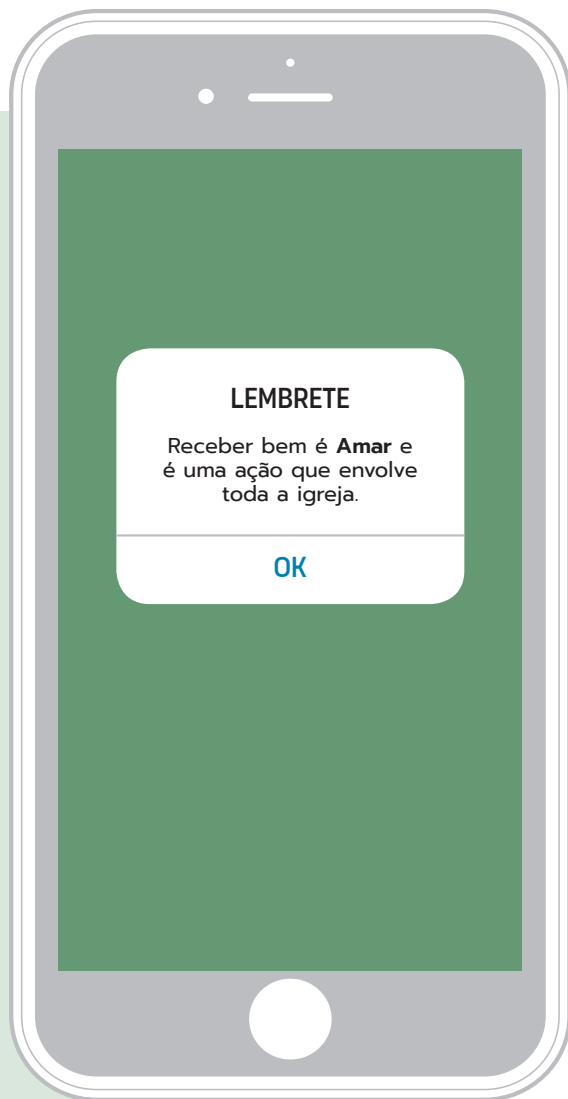 LEMBRETE
Receber bem é Amar e
é uma ação que envolve
toda a igreja.
OK